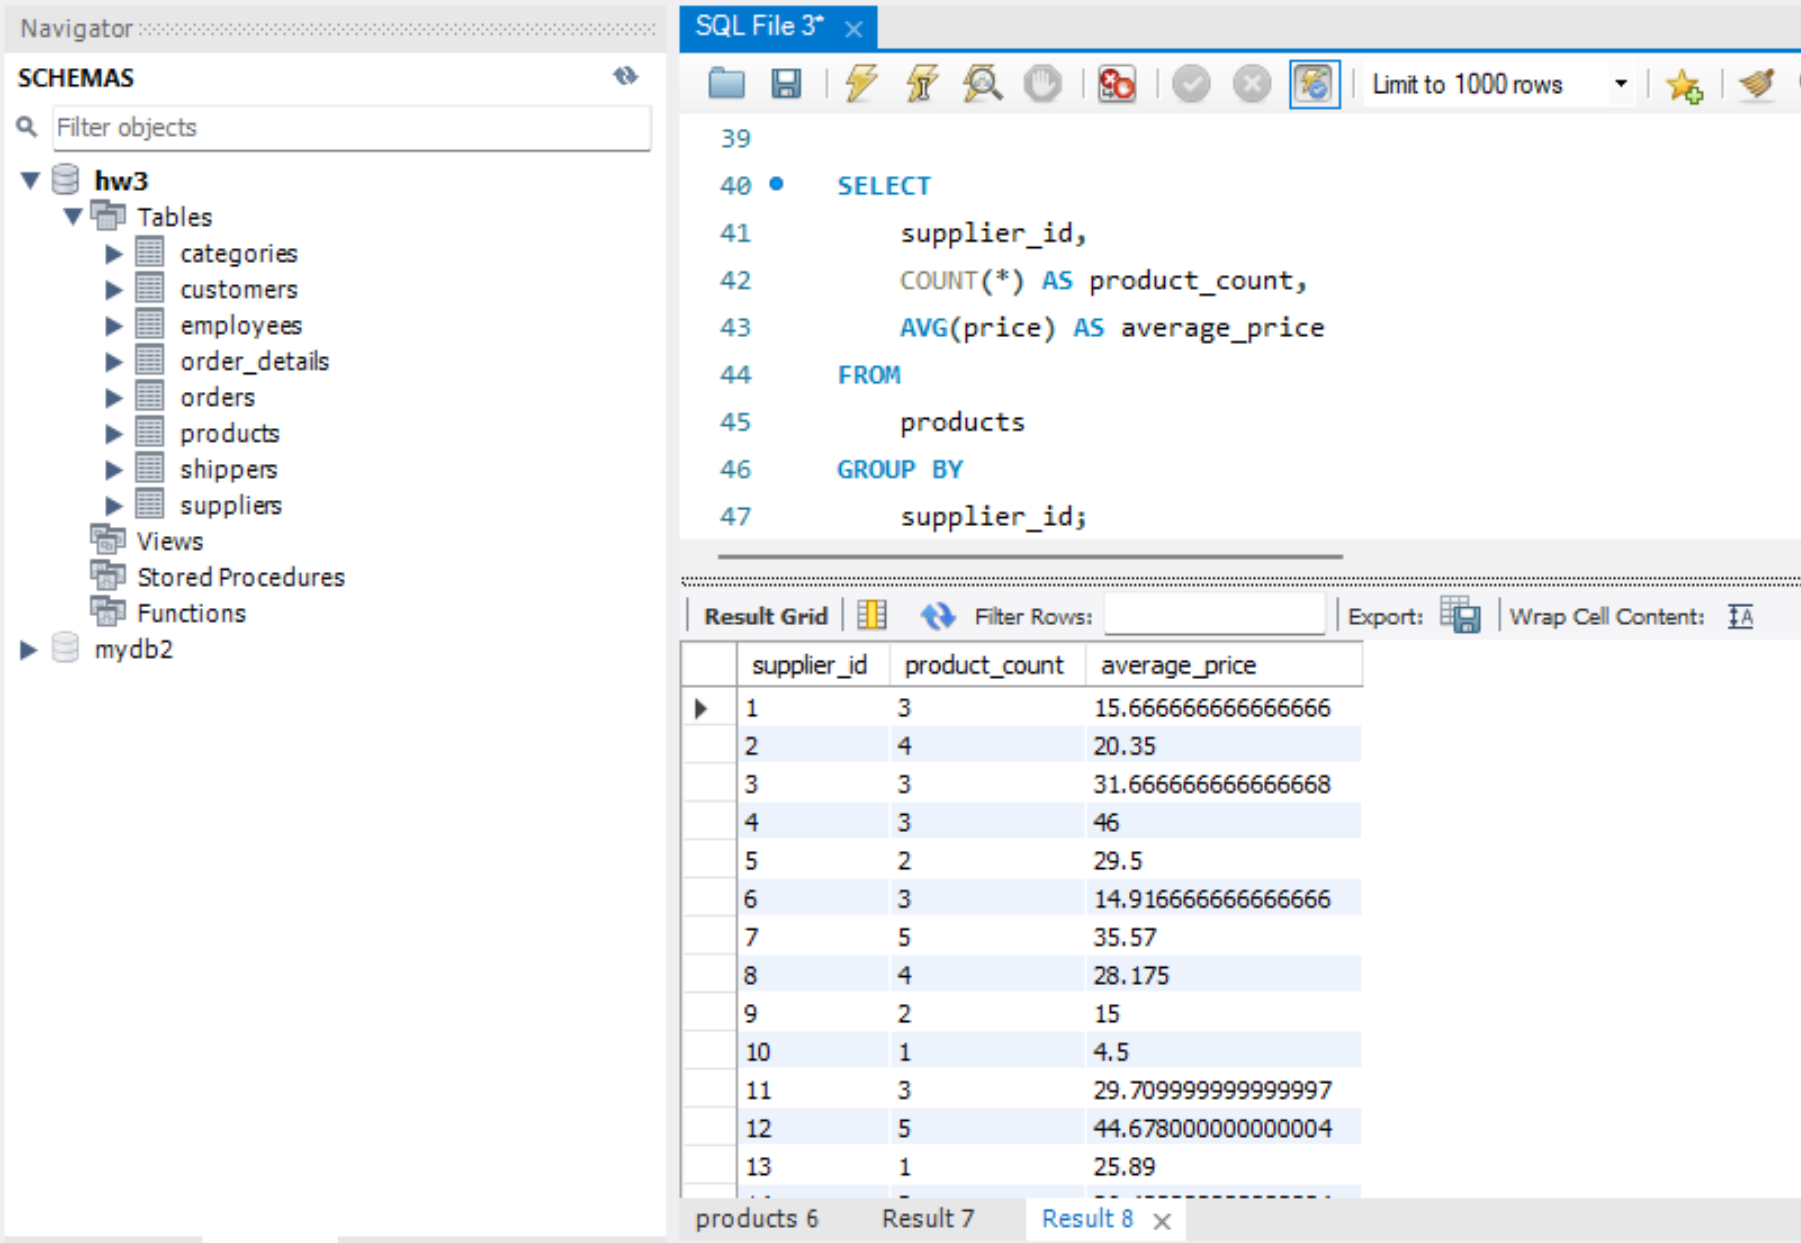 Navigator
SCHEMAS
Filter objects
hw3
Tables
categories
customers
employees
order_details
orders
products
shippers
suppliers
Views
Stored Procedures
Functions
mydb2
SQL File 3*
Limit to 1000 rows
39
40 SELECT
41 supplier_id,
42 COUNT(*) AS product_count,
43 AVG(price) AS average_price
44 FROM
45 products
46 GROUP BY
47 supplier_id;
Result Grid Filter Rows: Export: Wrap Cell Content:
supplier_id product_count average_price
1 3 15.666666666666666
2 4 20.35
3 3 31.666666666666668
4 3 46
5 2 29.5
6 3 14.916666666666666
7 5 35.57
8 4 28.175
9 2 15
10 1 4.5
11 3 29.709999999999997
12 5 44.678000000000004
13 1 25.89
products 6 Result 7 Result 8